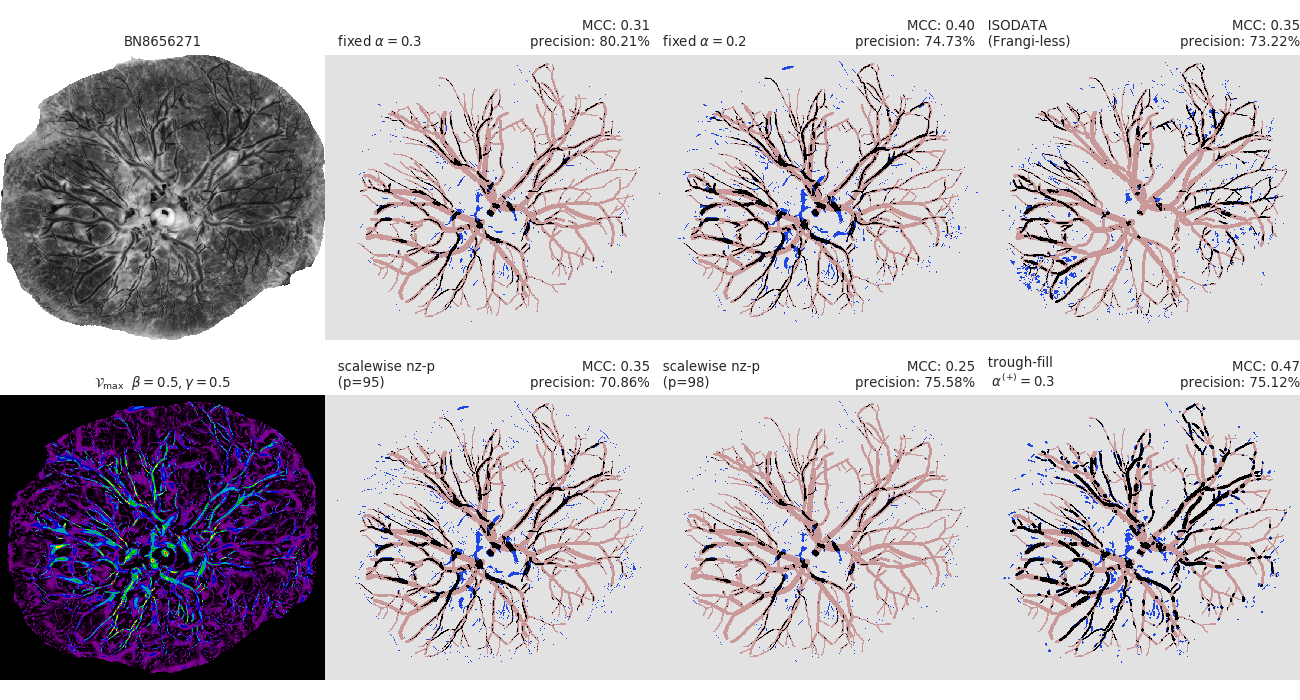 BN8656271
fixed α = 0.3
MCC: 0.31
precision: 80.21%
fixed α = 0.2
MCC: 0.40
precision: 74.73%
ISODATA
(Frangi-less)
MCC: 0.35
precision: 73.22%
𝒱max β = 0.5, γ = 0.5
scalewise nz-p
(p=95)
MCC: 0.35
precision: 70.86%
scalewise nz-p
(p=98)
MCC: 0.25
precision: 75.58%
trough-fill
α(+) = 0.3
MCC: 0.47
precision: 75.12%